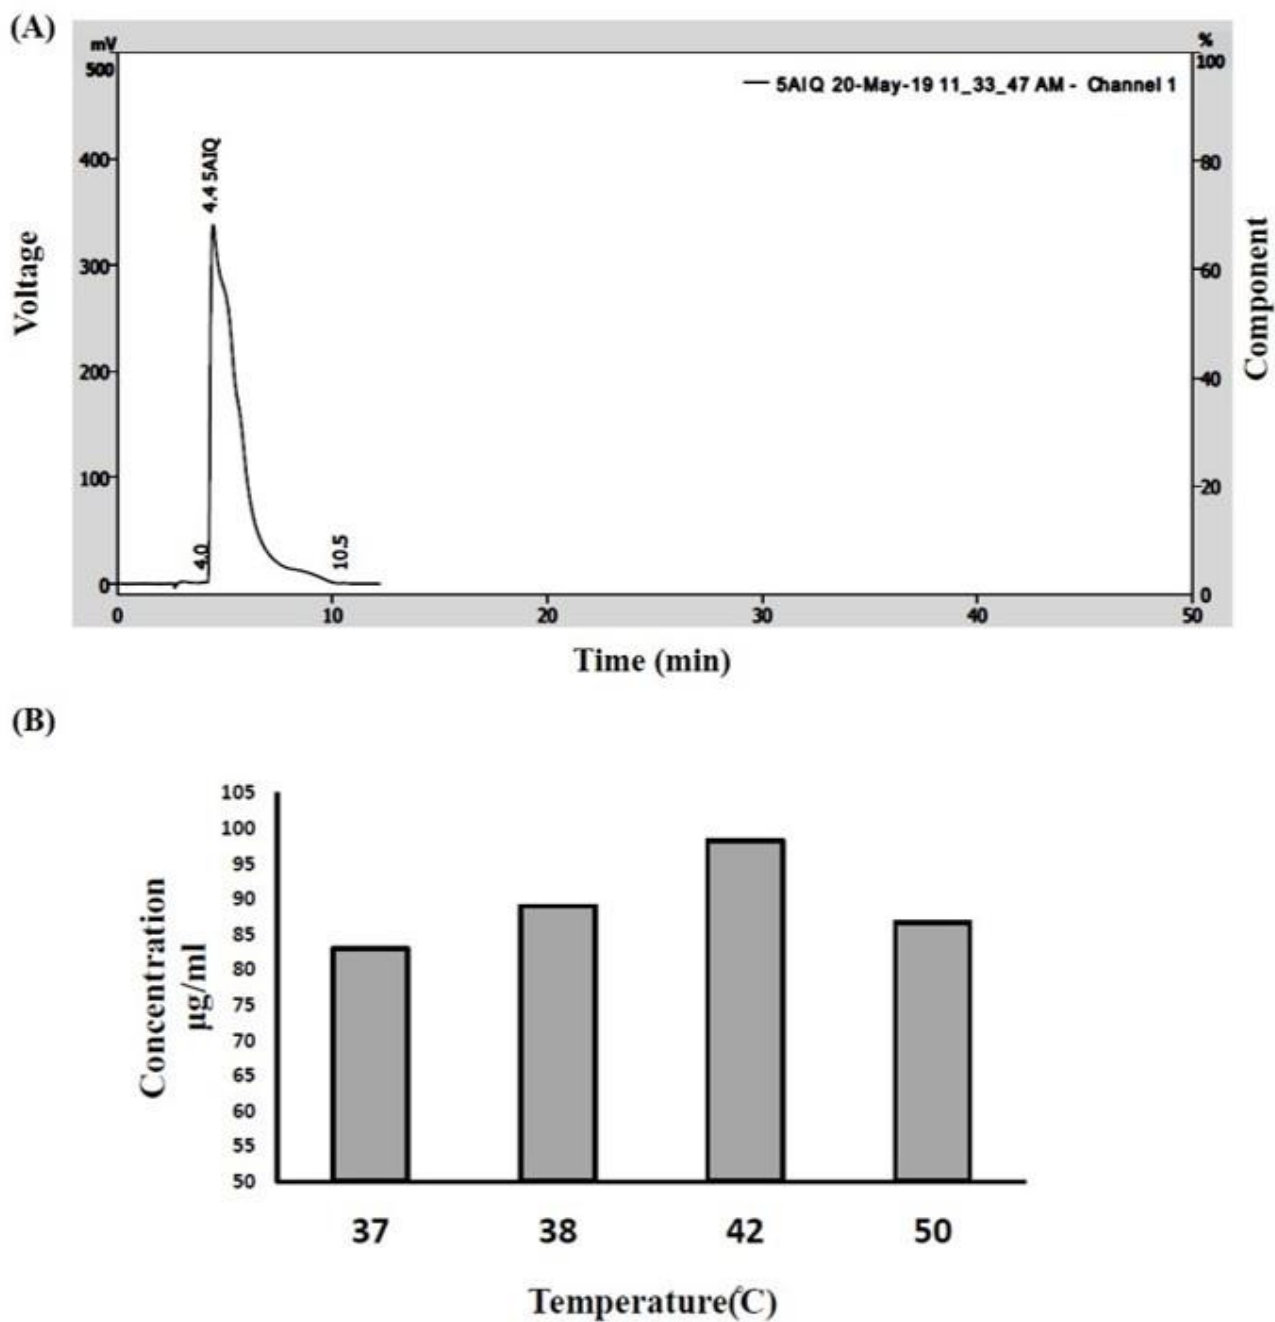 (A)
mV
%
500
100
5AIQ 20-May-19 11_33_47 AM - Channel 1
4.4 5AIQ
400
80
Voltage
Component
300
60
200
40
100
20
4.0
10.5
0
0
0 10 20 30 40 50
Time (min)
(B)
105
100
95
90
85
80
75
70
65
60
55
50
Concentration
µg/ml
37 38 42 50
Temperature(°C)